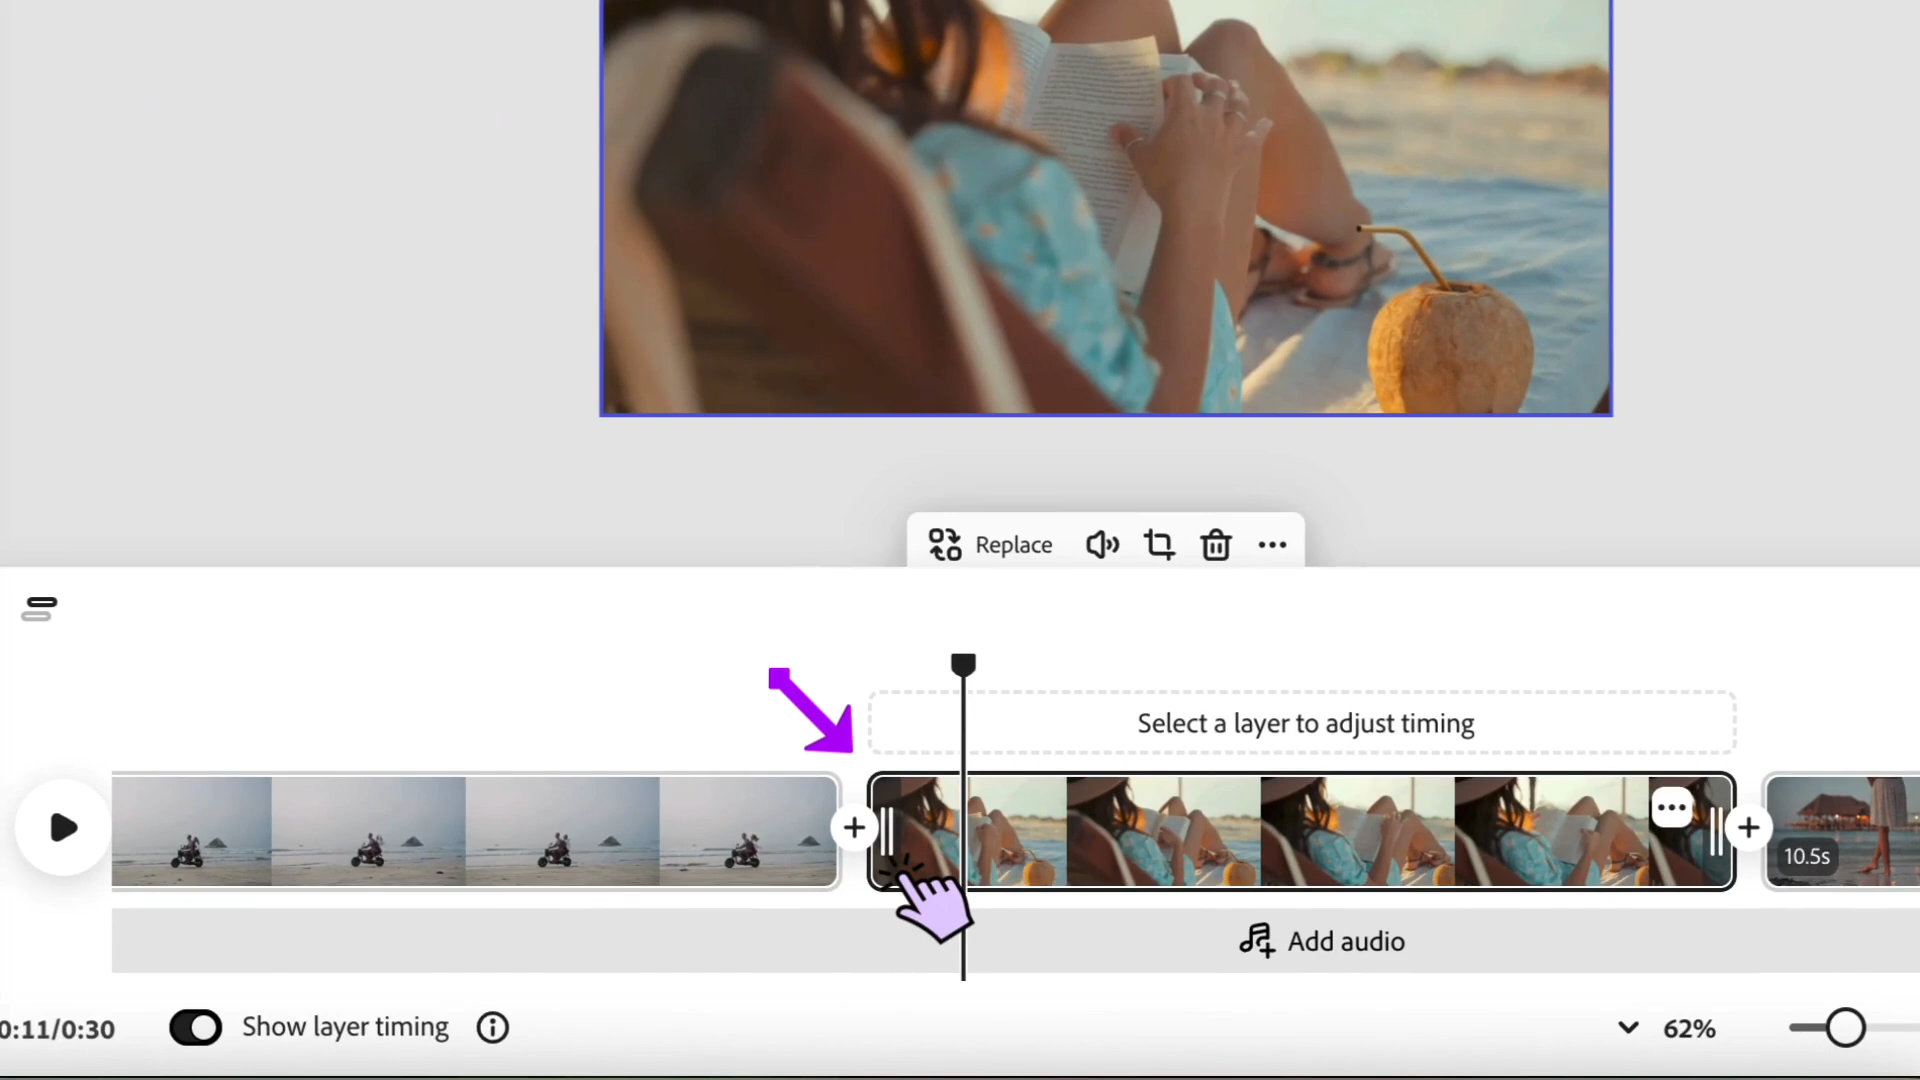 Replace
Select a layer to adjust timing
10.5s
Add audio
0:11/0:30
Show layer timing
62%